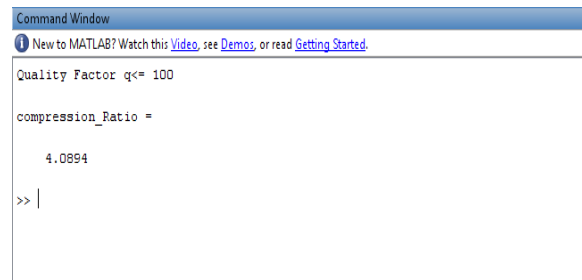 Command Window
New to MATLAB? Watch this Video, see Demos, or read Getting Started.
Quality Factor q<= 100
compression_Ratio =
4.0894
>>